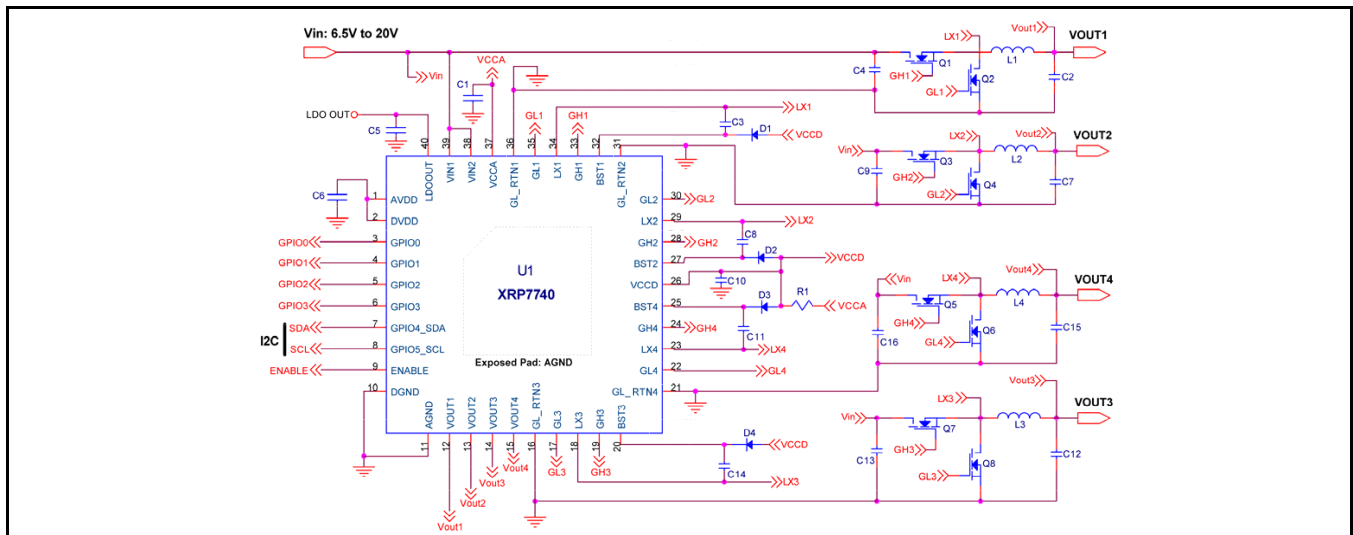 Vin: 6.5V to 20V
Vin
VCCA
C1
LDO OUT
C5
GL1
GH1
LX1
C3
D1
VCCD
C4
Q1
GH1
LX1
GL1
Q2
L1
Vout1
C2
VOUT1
40 39 38 37 36 35 34 33 32 31
LDOOUT
VIN1
VIN2
VCCA
GL_RTN1
GL1
LX1
GH1
BST1
GL_RTN2
Vin
C9
Q3
GH2
LX2
GL2
Q4
L2
Vout2
C7
VOUT2
C6
1 AVDD
2 DVDD
GPIO0 3 GPIO0
GPIO1 4 GPIO1
GPIO2 5 GPIO2
GPIO3 6 GPIO3
I2C
SDA 7 GPIO4_SDA
SCL 8 GPIO5_SCL
ENABLE 9 ENABLE
10 DGND
U1
XRP7740
Exposed Pad: AGND
GL2 30 GL2
LX2 29 LX2
C8
GH2 28 GH2
D2
BST2 27 VCCD
VCCD 26
C10
D3
R1
VCCA
BST4 25
C11
GH4 24 GH4
LX4 23 LX4
GL4 22 GL4
GL_RTN4 21
Vin
C16
Q5
GH4
LX4
GL4
Q6
L4
Vout4
C15
VOUT4
AGND
VOUT1
VOUT2
VOUT3
VOUT4
GL_RTN3
GL3
LX3
GH3
BST3
11 12 13 14 15 16 17 18 19 20
Vout1
Vout2
Vout3
Vout4
GL3
GH3
D4
VCCD
C14
LX3
Vin
C13
Q7
GH3
LX3
GL3
Q8
L3
Vout3
C12
VOUT3